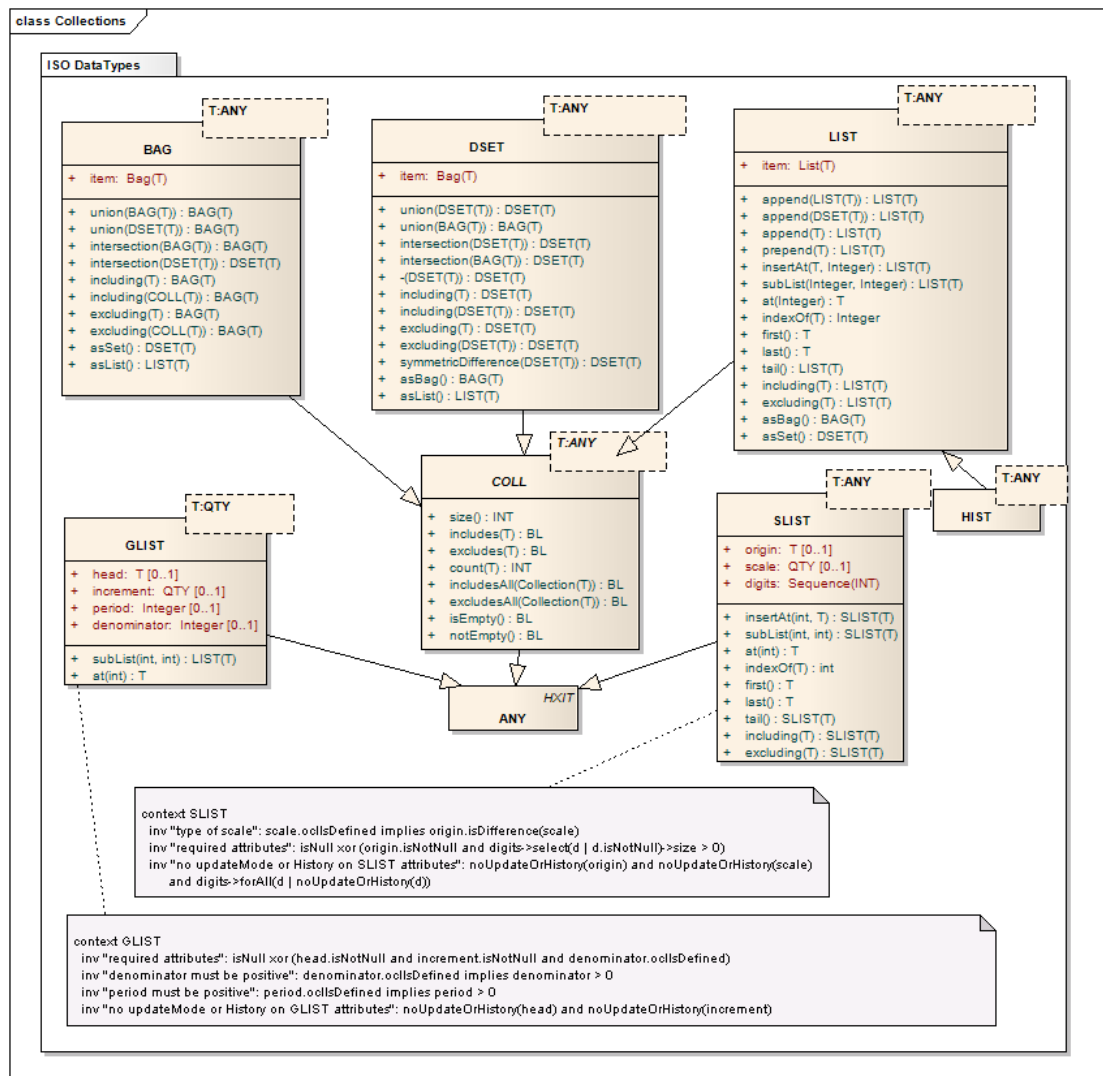 class Collections
ISO DataTypes
T:ANY
BAG
+ item: Bag(T)
+ union(BAG(T)) : BAG(T)
+ union(DSET(T)) : BAG(T)
+ intersection(BAG(T)) : BAG(T)
+ intersection(DSET(T)) : DSET(T)
+ including(T) : BAG(T)
+ including(COLL(T)) : BAG(T)
+ excluding(T) : BAG(T)
+ excluding(COLL(T)) : BAG(T)
+ asSet() : DSET(T)
+ asList() : LIST(T)
T:ANY
DSET
+ item: Bag(T)
+ union(DSET(T)) : DSET(T)
+ union(BAG(T)) : BAG(T)
+ intersection(DSET(T)) : DSET(T)
+ intersection(BAG(T)) : DSET(T)
+ -(DSET(T)) : -DSET(T)
+ including(T) : DSET(T)
+ including(DSET(T)) : DSET(T)
+ excluding(T) : DSET(T)
+ excluding(DSET(T)) : DSET(T)
+ symmetricDifference(DSET(T)) : DSET(T)
+ asBag() : BAG(T)
+ asList() : LIST(T)
T:ANY
LIST
+ item: List(T)
+ append(LIST(T)) : LIST(T)
+ append(DSET(T)) : LIST(T)
+ append(T) : LIST(T)
+ prepend(T) : LIST(T)
+ insertAt(T, Integer) : LIST(T)
+ subList(Integer, Integer) : LIST(T)
+ at(Integer) : T
+ indexOf(T) : Integer
+ first() : T
+ last() : T
+ tail() : LIST(T)
+ including(T) : LIST(T)
+ excluding(T) : LIST(T)
+ asBag() : BAG(T)
+ asSet() : DSET(T)
T:ANY
COLL
+ size() : INT
+ includes(T) : BL
+ excludes(T) : BL
+ count(T) : INT
+ includesAll(Collection(T)) : BL
+ excludesAll(Collection(T)) : BL
+ isEmpty() : BL
+ notEmpty() : BL
T:QTY
GLIST
+ head: T [0..1]
+ increment: QTY [0..1]
+ period: Integer [0..1]
+ denominator: Integer [0..1]
+ subList(int, int) : LIST(T)
+ at(int) : T
T:ANY
SLIST
+ origin: T [0..1]
+ scale: QTY [0..1]
+ digits: Sequence(INT)
+ insertAt(int, T) : SLIST(T)
+ subList(int, int) : SLIST(T)
+ at(int) : T
+ indexOf(T) : int
+ first() : T
+ last() : T
+ tail() : SLIST(T)
+ including(T) : SLIST(T)
+ excluding(T) : SLIST(T)
T:ANY
HIST
HXIT
ANY
context SLIST
inv "type of scale": scale.oclIsDefined implies origin.isDifference(scale)
inv "required attributes": isNull xor (origin.isNotNull and digits->select(d | d.isNotNull)->size > 0)
inv "no updateMode or History on SLIST attributes": noUpdateOrHistory(origin) and noUpdateOrHistory(scale)
and digits->forAll(d | noUpdateOrHistory(d))
context GLIST
inv "required attributes": isNull xor (head.isNotNull and increment.isNotNull and denominator.oclIsDefined)
inv "denominator must be positive": denominator.oclIsDefined implies denominator > 0
inv "period must be positive": period.oclIsDefined implies period > 0
inv "no updateMode or History on GLIST attributes": noUpdateOrHistory(head) and noUpdateOrHistory(increment)